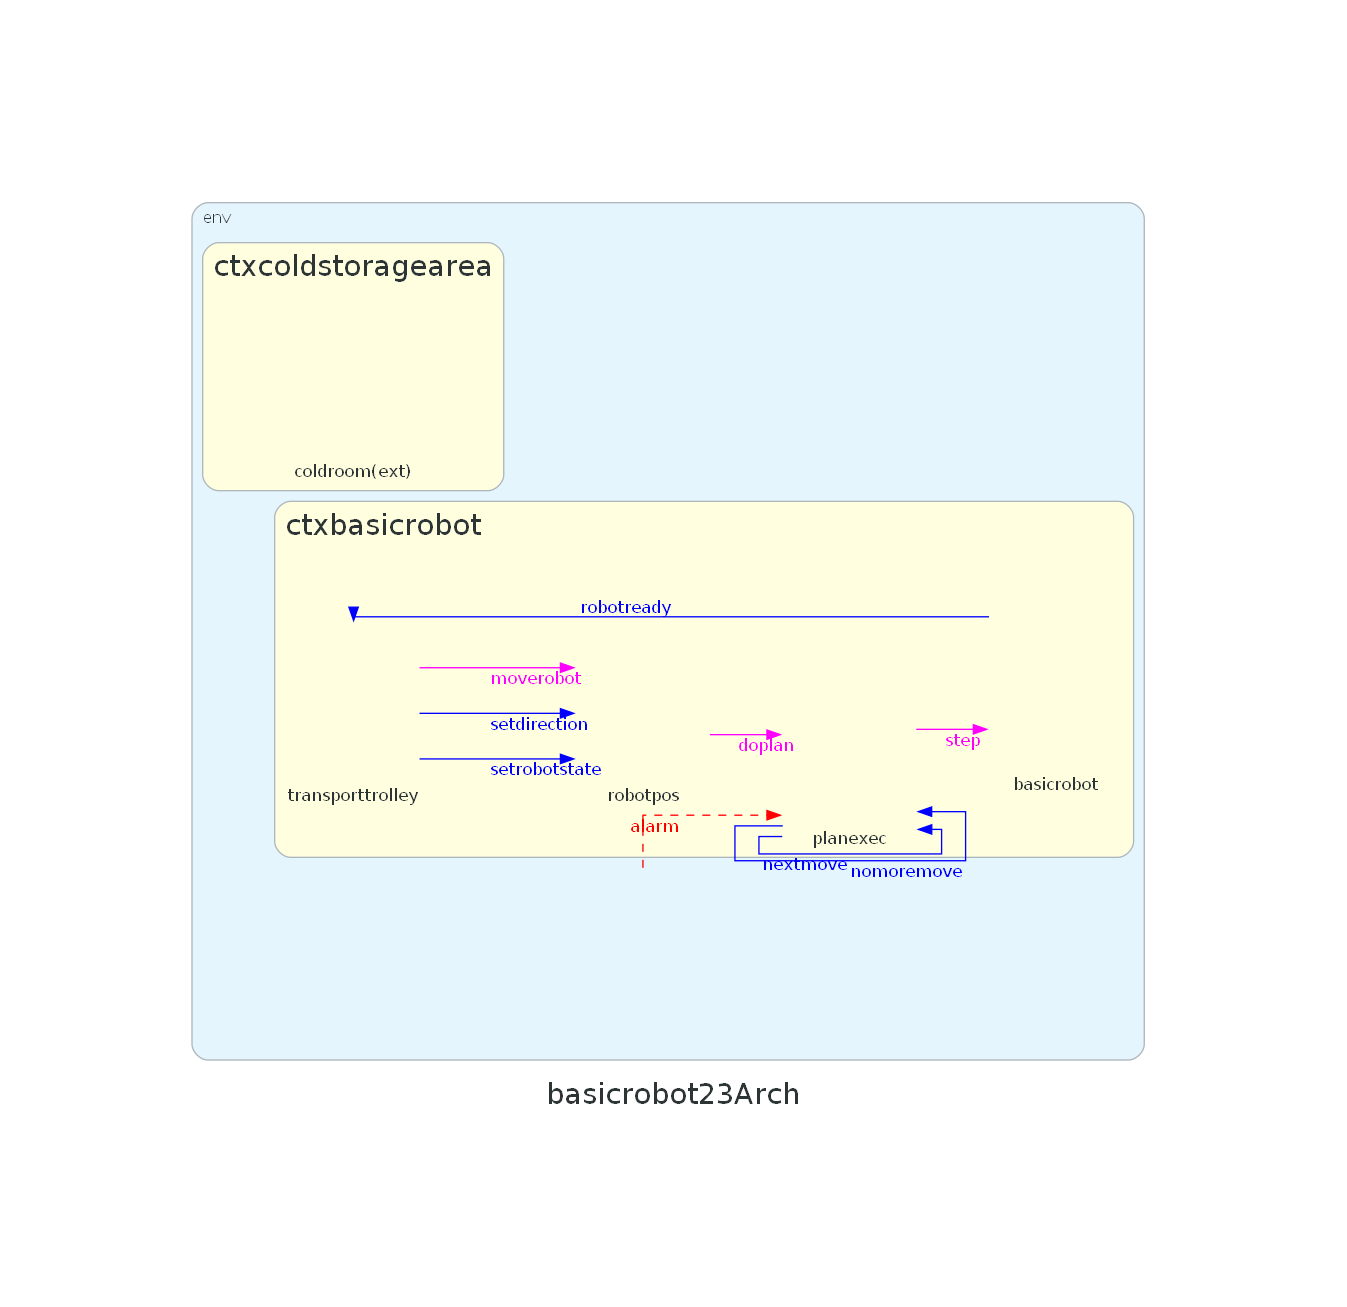 env
ctxcoldstoragearea
coldroom(ext)
ctxbasicrobot
robotready
moverobot
setdirection
doplan
step
setrobotstate
basicrobot
transporttrolley
robotpos
alarm
planexec
nextmove
nomoremove
basicrobot23Arch